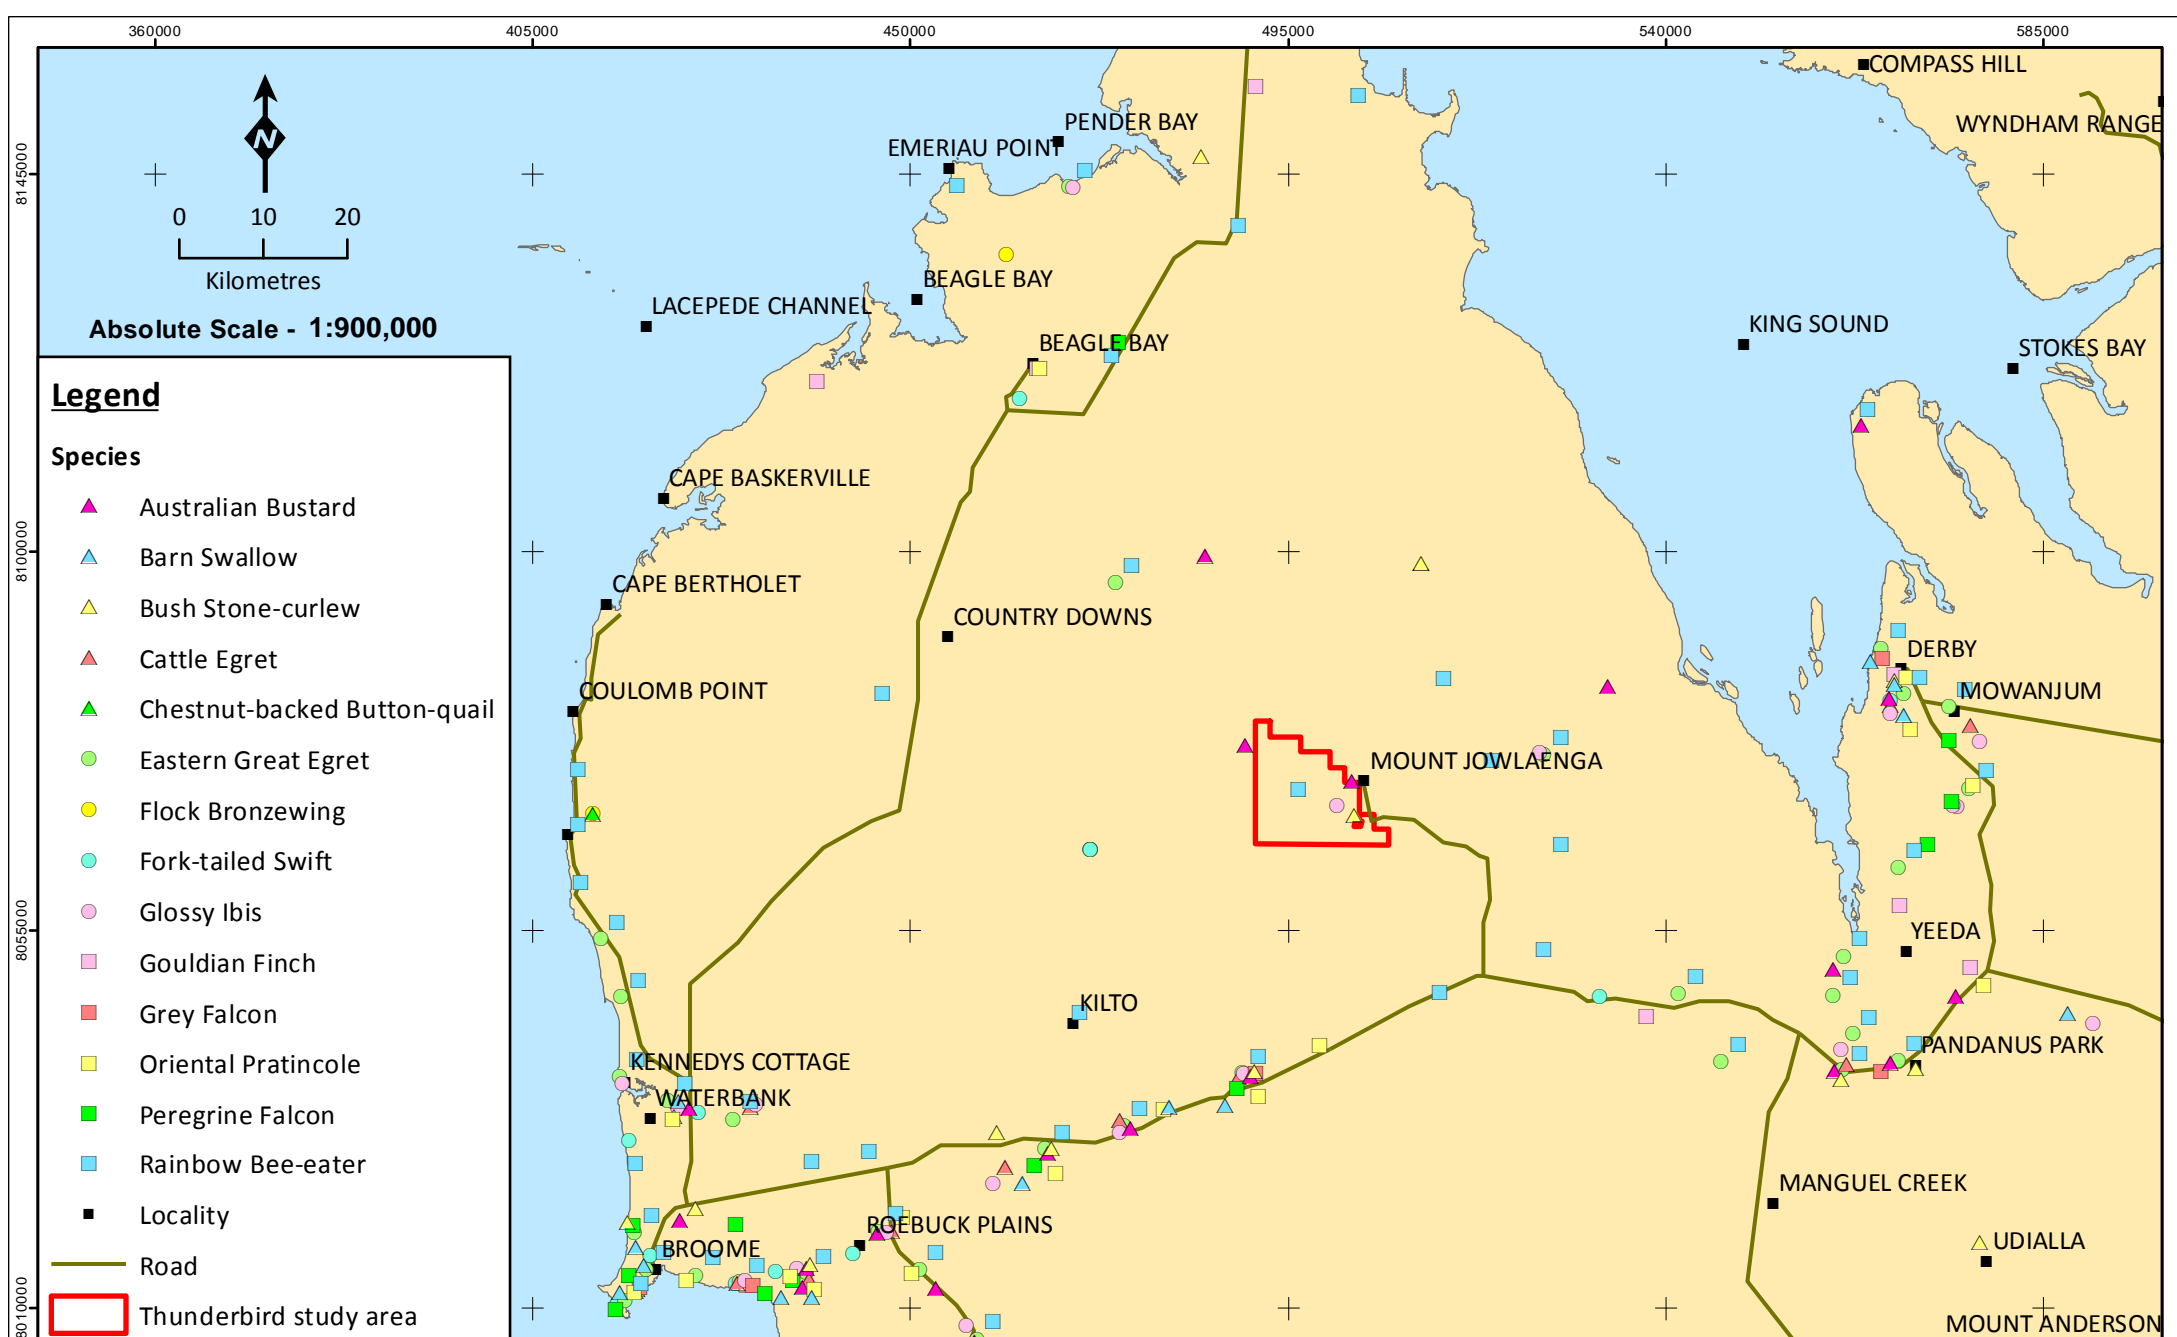 360000 405000 450000 495000 540000 585000
8145000
8100000
8055000
8010000
N
0 10 20
Kilometres
Absolute Scale - 1:900,000
Legend
Species
Australian Bustard
Barn Swallow
Bush Stone-curlew
Cattle Egret
Chestnut-backed Button-quail
Eastern Great Egret
Flock Bronzewing
Fork-tailed Swift
Glossy Ibis
Gouldian Finch
Grey Falcon
Oriental Pratincole
Peregrine Falcon
Rainbow Bee-eater
Locality
Road
Thunderbird study area
COMPASS HILL
WYNDHAM RANGE
PENDER BAY
EMERIAU POINT
BEAGLE BAY
LACEPEDE CHANNEL
KING SOUND
BEAGLE BAY
STOKES BAY
CAPE BASKERVILLE
CAPE BERTHOLET
COUNTRY DOWNS
DERBY
COULOMB POINT
MOWANJUM
MOUNT JOWLAENGA
YEEDA
KILTO
PANDANUS PARK
KENNEDYS COTTAGE
WATERBANK
MANGUEL CREEK
ROEBUCK PLAINS
UDIALLA
BROOME
MOUNT ANDERSON